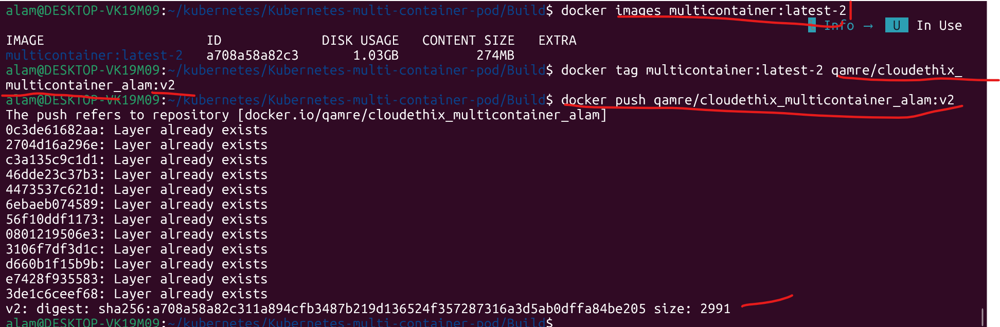 alam@DESKTOP-VK19M09:~/kubernetes/Kubernetes-multi-container-pod/Build$ docker images multicontainer:latest-2
Info → U In Use
IMAGE ID DISK USAGE CONTENT SIZE EXTRA
multicontainer:latest-2 a708a58a82c3 1.03GB 274MB
alam@DESKTOP-VK19M09:~/kubernetes/Kubernetes-multi-container-pod/Build$ docker tag multicontainer:latest-2 qamre/cloudethix_
multicontainer_alam:v2
alam@DESKTOP-VK19M09:~/kubernetes/Kubernetes-multi-container-pod/Build$ docker push qamre/cloudethix_multicontainer_alam:v2
The push refers to repository [docker.io/qamre/cloudethix_multicontainer_alam]
0c3de61682aa: Layer already exists
2704d16a296e: Layer already exists
c3a135c9c1d1: Layer already exists
46dde23c37b3: Layer already exists
4473537c621d: Layer already exists
6ebaeb074589: Layer already exists
56f10ddf1173: Layer already exists
0801219506e3: Layer already exists
3106f7df3d1c: Layer already exists
d660b1f15b9b: Layer already exists
e7428f935583: Layer already exists
3de1c6ceef68: Layer already exists
v2: digest: sha256:a708a58a82c311a894cfb3487b219d136524f357287316a3d5ab0dffa84be205 size: 2991
alam@DESKTOP-VK19M09:~/kubernetes/Kubernetes-multi-container-pod/Build$